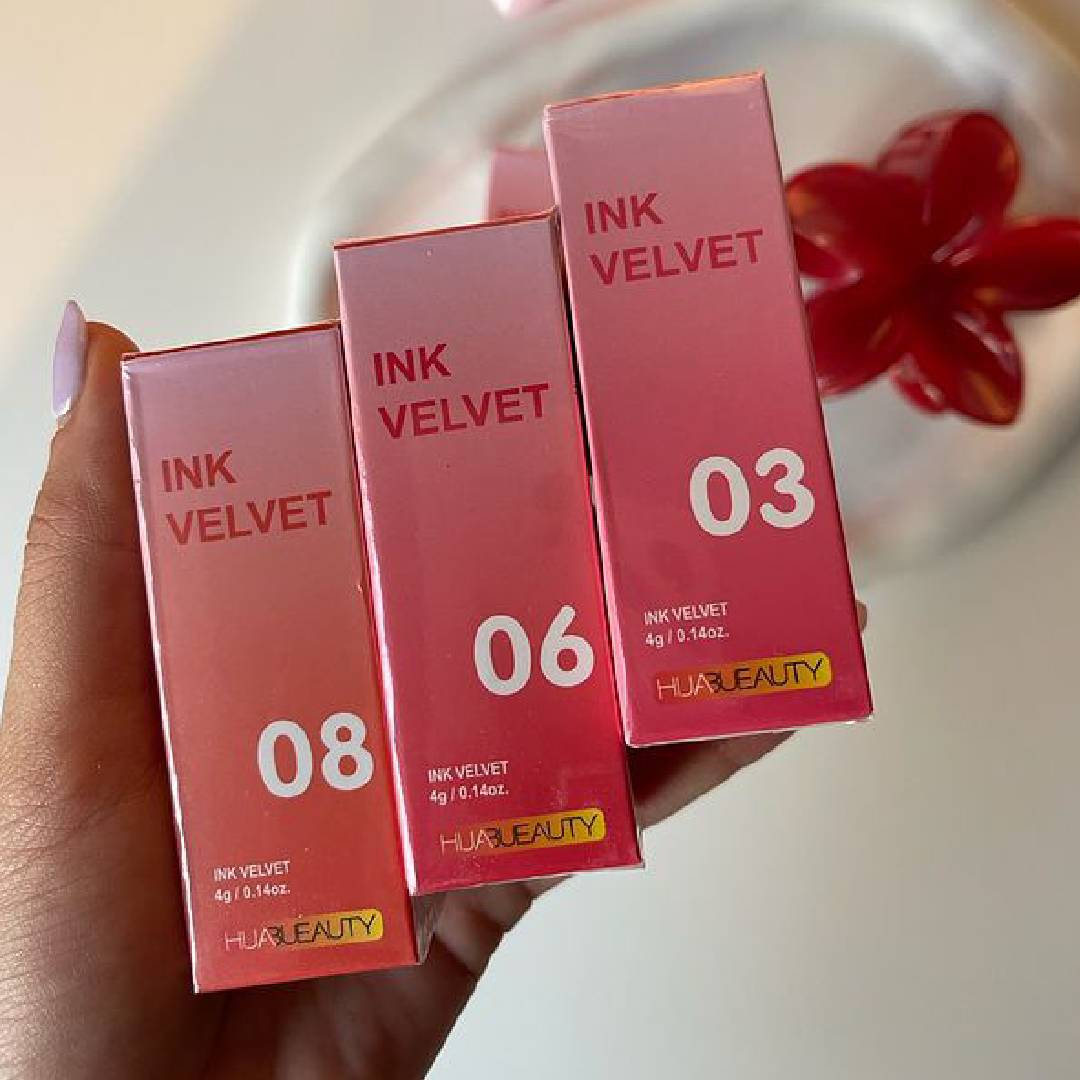 INK
VELVET
08
INK VELVET
4g / 0.14oz.
HUABUEAUTY
INK
VELVET
06
INK VELVET
4g / 0.14oz.
HUABUEAUTY
INK
VELVET
03
INK VELVET
4g / 0.14oz.
HUABUEAUTY